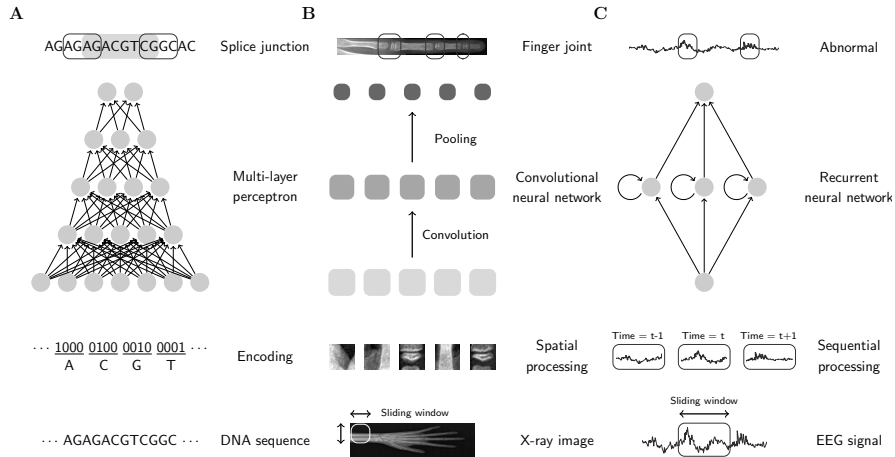 A
AGAGAGACGTCGGCAC
Splice junction
Multi-layer
perceptron
··· 1000 0100 0010 0001 ···
A C G T
Encoding
··· AGAGACGTCGGC ···
DNA sequence
B
Finger joint
Pooling
Convolutional
neural network
Convolution
Spatial
processing
Sliding window
X-ray image
C
Abnormal
Recurrent
neural network
Time = t-1
Time = t
Time = t+1
Sequential
processing
Sliding window
EEG signal